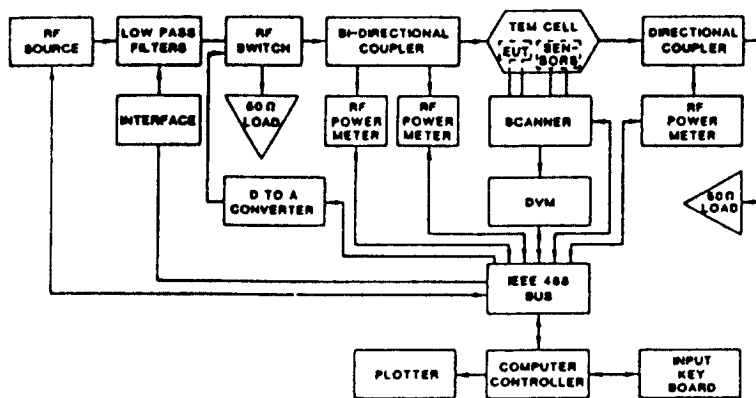 RF
SOURCE
LOW PASS
FILTERS
RF
SWITCH
BI-DIRECTIONAL
COUPLER
TEM CELL
EUT
SEN-
SORS
DIRECTIONAL
COUPLER
INTERFACE
50 Ω
LOAD
RF
POWER
METER
RF
POWER
METER
SCANNER
RF
POWER
METER
D TO A
CONVERTER
DVM
50 Ω
LOAD
IEEE 488
BUS
PLOTTER
COMPUTER
CONTROLLER
INPUT
KEY
BOARD